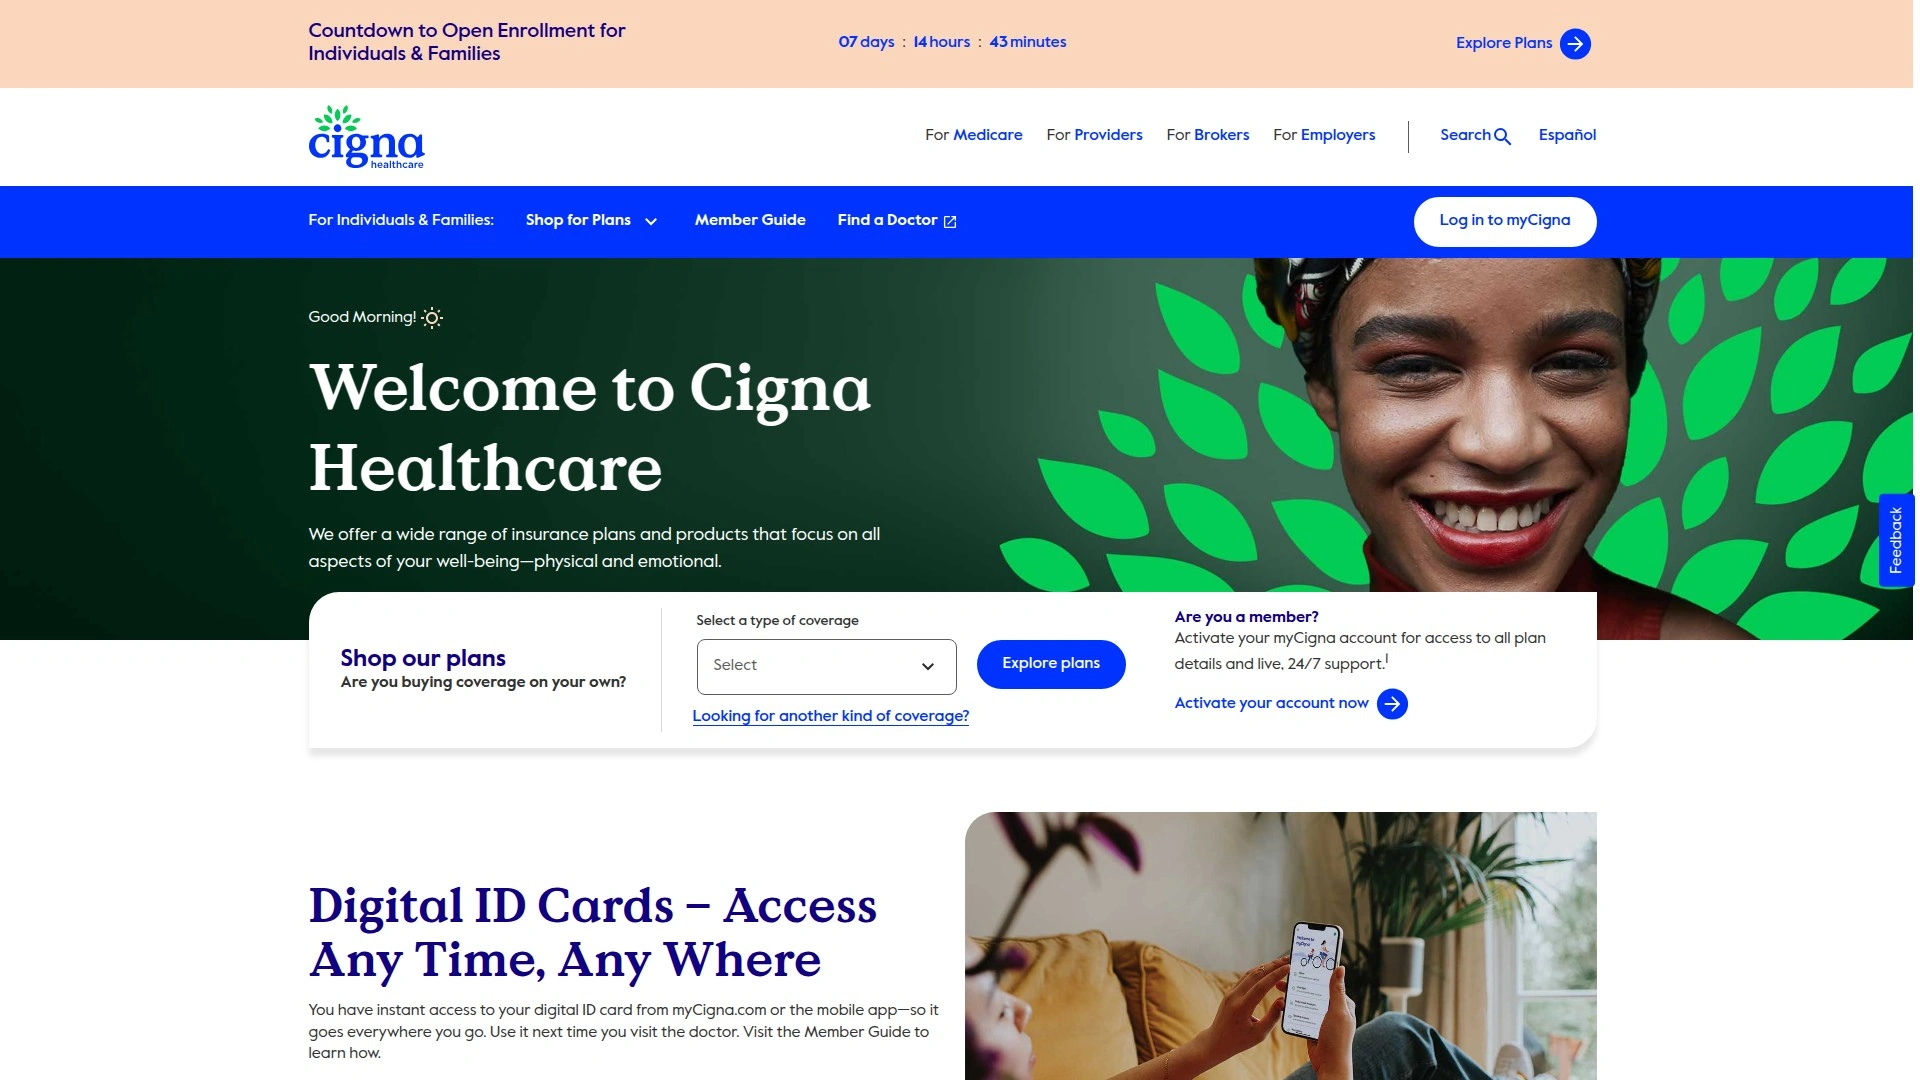 Countdown to Open Enrollment for
Individuals & Families
07 days : 14 hours : 43 minutes
Explore Plans
cigna
healthcare
For Medicare
For Providers
For Brokers
For Employers
Search
Español
For Individuals & Families:
Shop for Plans
Member Guide
Find a Doctor
Log in to myCigna
Good Morning!
Welcome to Cigna
Healthcare
We offer a wide range of insurance plans and products that focus on all
aspects of your well-being—physical and emotional.
Feedback
Shop our plans
Are you buying coverage on your own?
Select a type of coverage
Select
Explore plans
Looking for another kind of coverage?
Are you a member?
Activate your myCigna account for access to all plan
details and live, 24/7 support.1
Activate your account now
Digital ID Cards – Access
Any Time, Any Where
You have instant access to your digital ID card from myCigna.com or the mobile app—so it
goes everywhere you go. Use it next time you visit the doctor. Visit the Member Guide to
learn how.